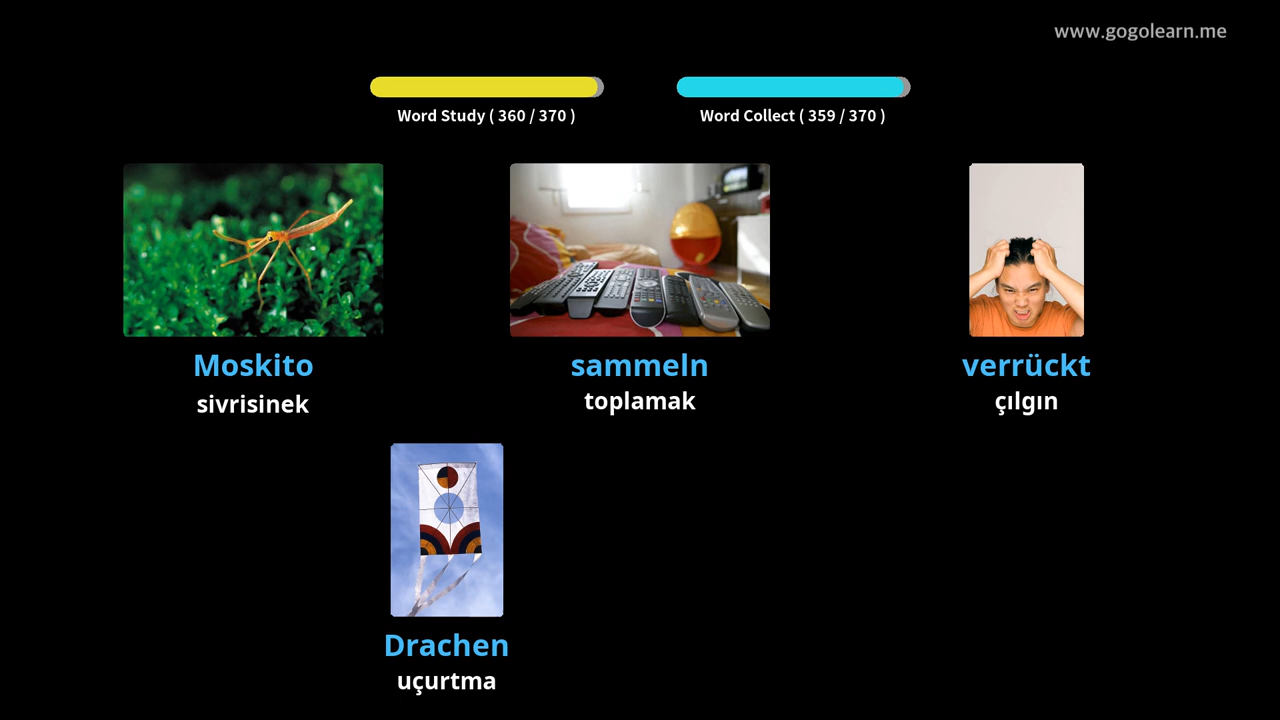 www.gogolearn.me
Word Study ( 360 / 370 )
Word Collect ( 359 / 370 )
Moskito
sivrisinek
sammeln
toplamak
verrückt
çılgın
Drachen
uçurtma